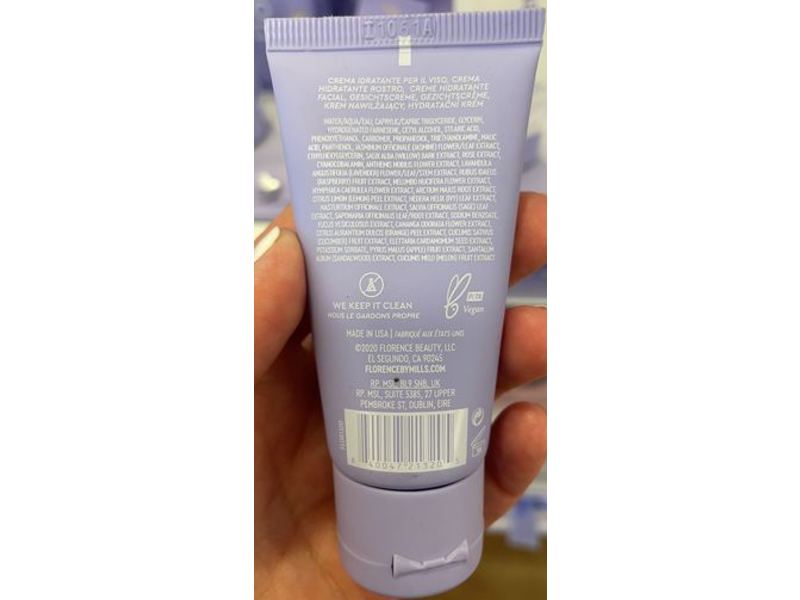 I1061A
CREMA IDRATANTE PER IL VISO, CREMA
HIDRATANTE ROSTRO, CREME HIDRATANTE
FACIAL, GESICHTSCREME, GEZICHTSCRÈME,
KREM NAWILŻAJĄCY, HYDRATAČNÍ KRÉM
WATER/AQUA/EAU, CAPRYLIC/CAPRIC TRIGLYCERIDE, GLYCERIN,
HYDROGENATED FARNESENE, CETYL ALCOHOL, STEARIC ACID,
PHENOXYETHANOL, CARBOMER, PROPANEDIOL, TRIETHANOLAMINE, MALIC
ACID, PANTHENOL, JASMINUM OFFICINALE (JASMINE) FLOWER/LEAF EXTRACT,
ETHYLHEXYLGLYCERIN, SALIX ALBA (WILLOW) BARK EXTRACT, ROSE EXTRACT,
CYANOCOBALAMIN, ANTHEMIS NOBILIS FLOWER EXTRACT, LAVANDULA
ANGUSTIFOLIA (LAVENDER) FLOWER/LEAF/STEM EXTRACT, RUBUS IDAEUS
(RASPBERRY) FRUIT EXTRACT, NELUMBO NUCIFERA FLOWER EXTRACT,
NYMPHAEA CAERULEA FLOWER EXTRACT, ARCTIUM MAJUS ROOT EXTRACT,
CITRUS LIMON (LEMON) PEEL EXTRACT, HEDERA HELIX (IVY) LEAF EXTRACT,
NASTURTIUM OFFICINALE EXTRACT, SALVIA OFFICINALIS (SAGE) LEAF
EXTRACT, SAPONARIA OFFICINALIS LEAF/ROOT EXTRACT, SODIUM BENZOATE,
FUCUS VESICULOSUS EXTRACT, CANANGA ODORATA FLOWER EXTRACT,
CITRUS AURANTIUM DULCIS (ORANGE) PEEL EXTRACT, CUCUMIS SATIVUS
(CUCUMBER) FRUIT EXTRACT, ELETTARIA CARDAMOMUM SEED EXTRACT,
POTASSIUM SORBATE, PYRUS MALUS (APPLE) FRUIT EXTRACT, SANTALUM
ALBUM (SANDALWOOD) EXTRACT, CUCUMIS MELO (MELON) FRUIT EXTRACT
WE KEEP IT CLEAN
NOUS LE GARDONS PROPRE
PETA
Vegan
MADE IN USA | FABRIQUÉ AUX ÉTATS-UNIS
©2020 FLORENCE BEAUTY, LLC
EL SEGUNDO, CA 90245
FLORENCEBYMILLS.COM
RP. MSL, BL9 5NB, UK
RP. MSL, SUITE 5385, 27 UPPER
PEMBROKE ST, DUBLIN, EIRE
8 40047 21320 5